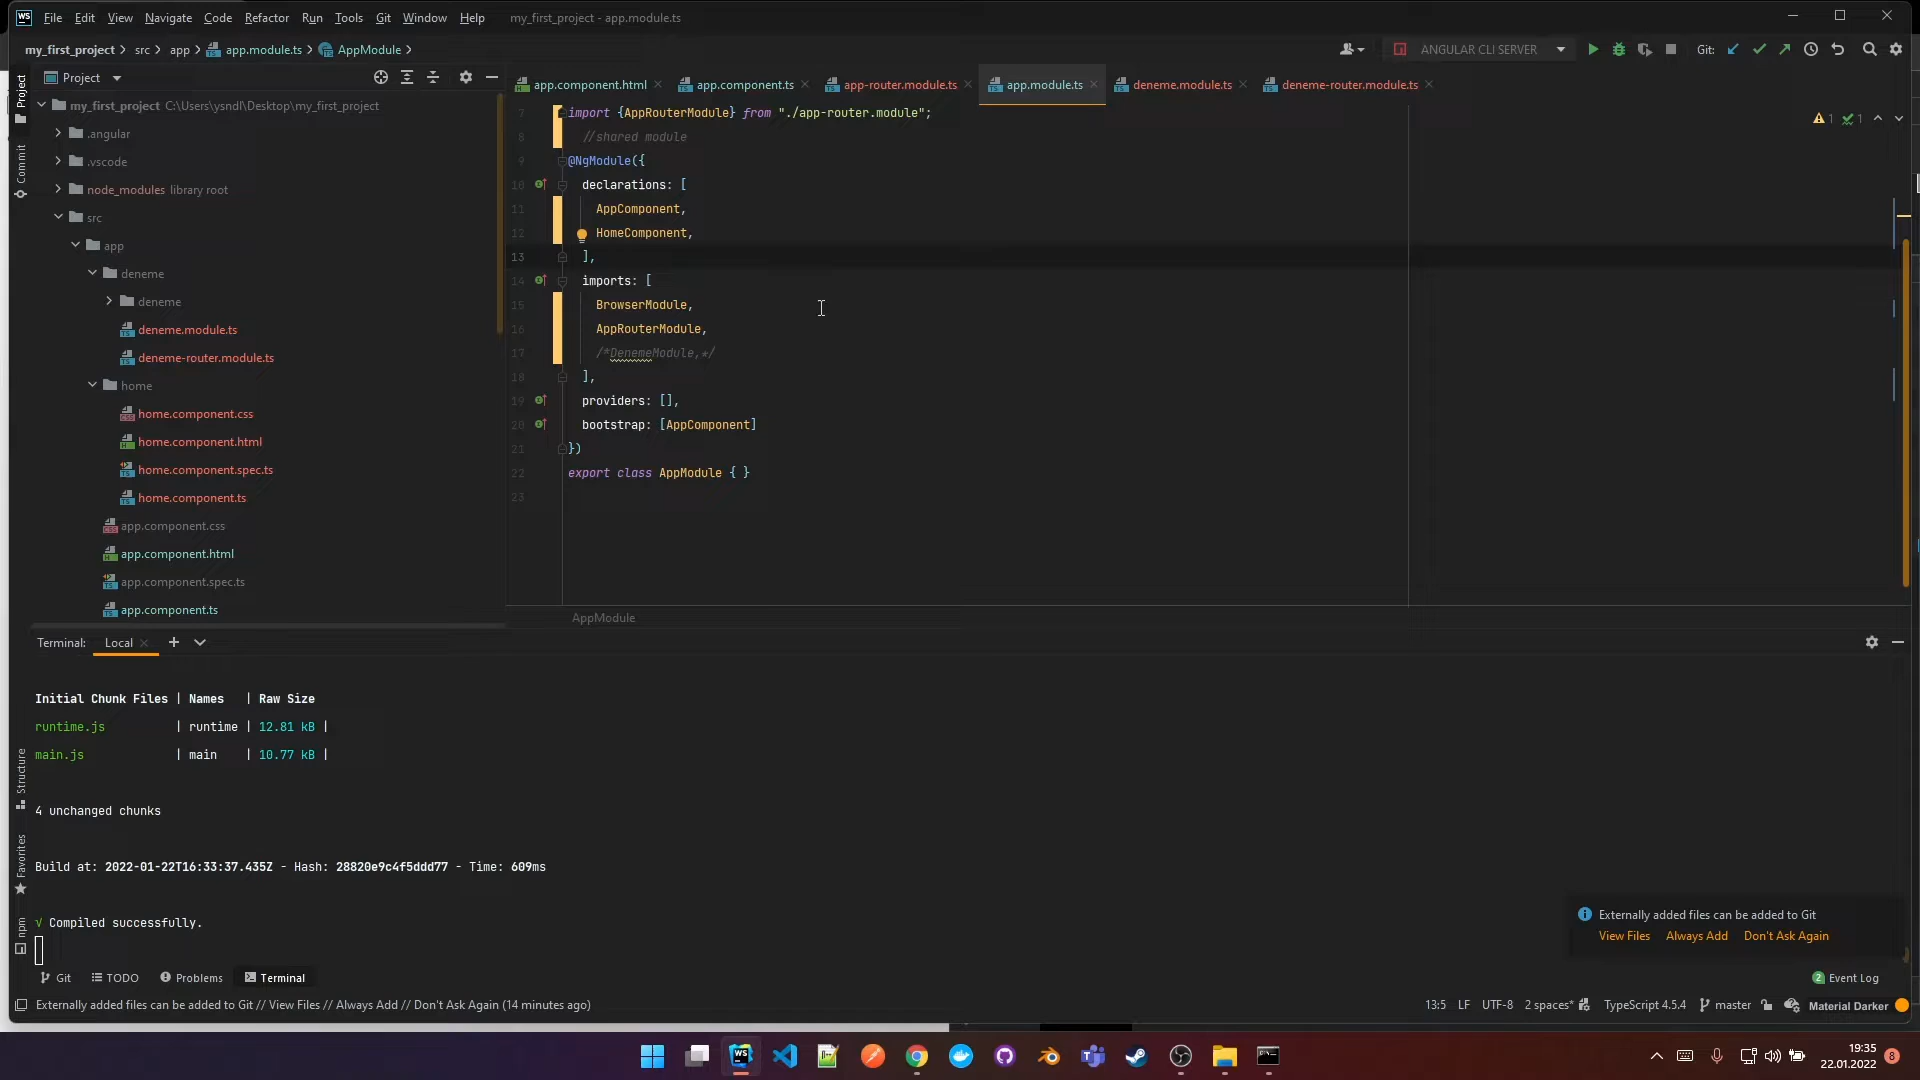 File Edit View Navigate Code Refactor Run Tools Git Window Help my_first_project - app.module.ts
my_first_project src app app.module.ts AppModule
ANGULAR CLI SERVER Git:
Project
app.component.html app.component.ts app-router.module.ts app.module.ts deneme.module.ts deneme-router.module.ts
Project
Commit
Structure
Favorites
npm
my_first_project C:\Users\ysndl\Desktop\my_first_project
.angular
.vscode
node_modules library root
src
app
deneme
deneme
deneme.module.ts
deneme-router.module.ts
home
home.component.css
home.component.html
home.component.spec.ts
home.component.ts
app.component.css
app.component.html
app.component.spec.ts
app.component.ts
7 import {AppRouterModule} from "./app-router.module";
8 //shared module
9 @NgModule({
10 declarations: [
11 AppComponent,
12 HomeComponent,
13 ],
14 imports: [
15 BrowserModule,
16 AppRouterModule,
17 /*DenemeModule,*/
18 ],
19 providers: [],
20 bootstrap: [AppComponent]
21 })
22 export class AppModule { }
23
1 1
AppModule
Terminal: Local
Initial Chunk Files | Names | Raw Size
runtime.js | runtime | 12.81 kB |
main.js | main | 10.77 kB |
4 unchanged chunks
Build at: 2022-01-22T16:33:37.435Z - Hash: 28820e9c4f5ddd77 - Time: 609ms
√ Compiled successfully.
Externally added files can be added to Git
View Files Always Add Don't Ask Again
Git TODO Problems Terminal 2 Event Log
Externally added files can be added to Git // View Files // Always Add // Don't Ask Again (14 minutes ago) 13:5 LF UTF-8 2 spaces* TypeScript 4.5.4 master Material Darker
19:35
22.01.2022
8